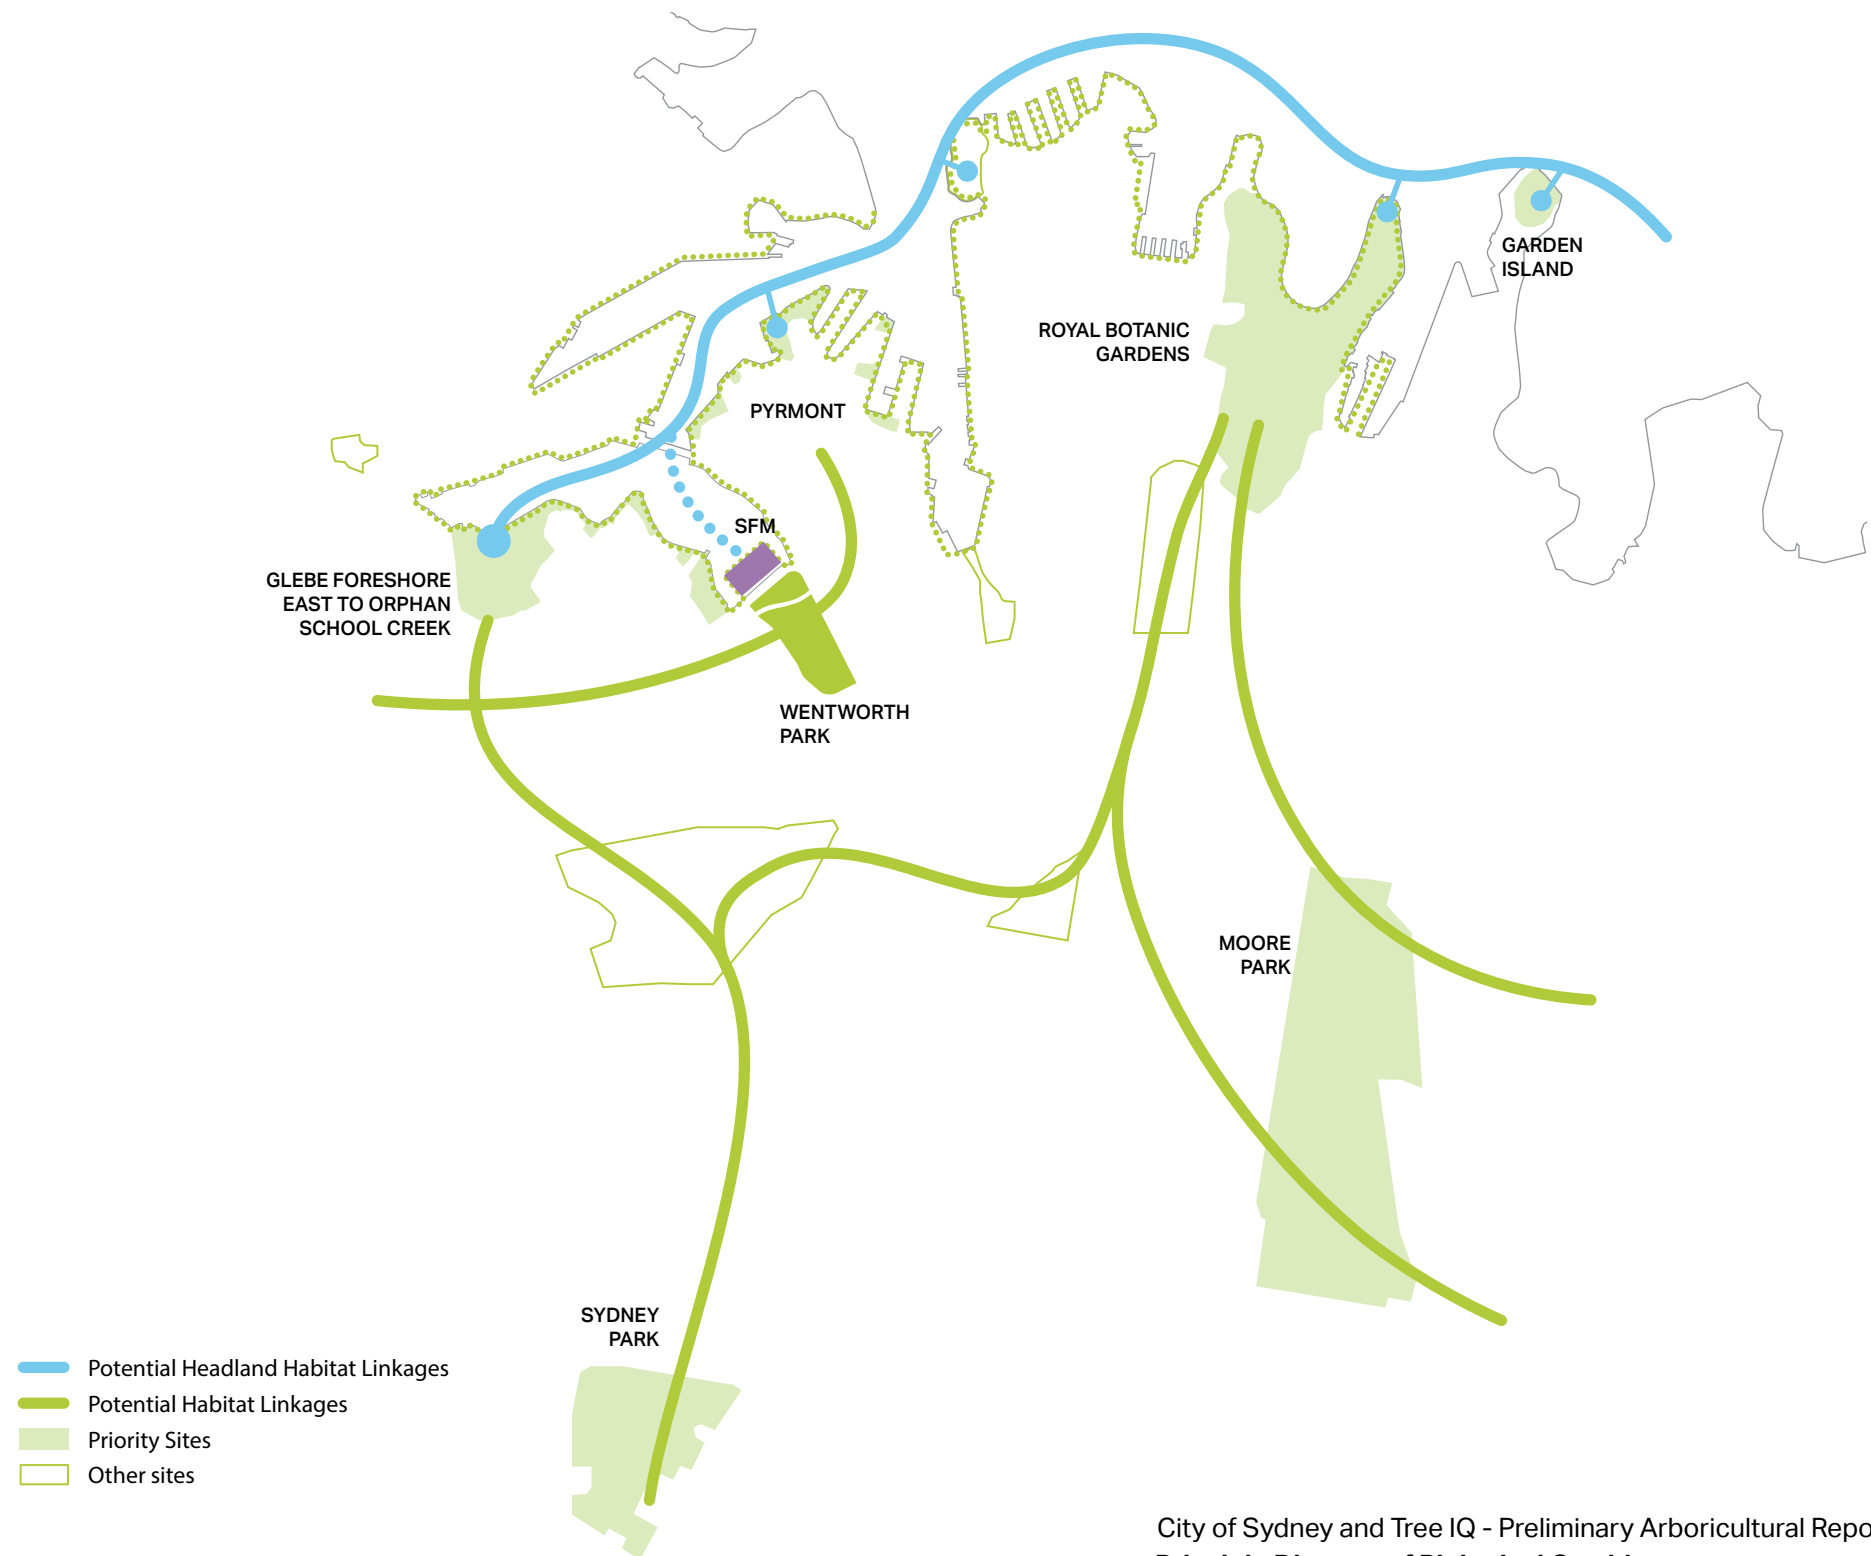 GARDEN
ISLAND
ROYAL BOTANIC
GARDENS
PYRMONT
SFM
GLEBE FORESHORE
EAST TO ORPHAN
SCHOOL CREEK
WENTWORTH
PARK
MOORE
PARK
SYDNEY
PARK
Potential Headland Habitat Linkages
Potential Habitat Linkages
Priority Sites
Other sites
City of Sydney and Tree IQ - Preliminary Arboricultural Repo